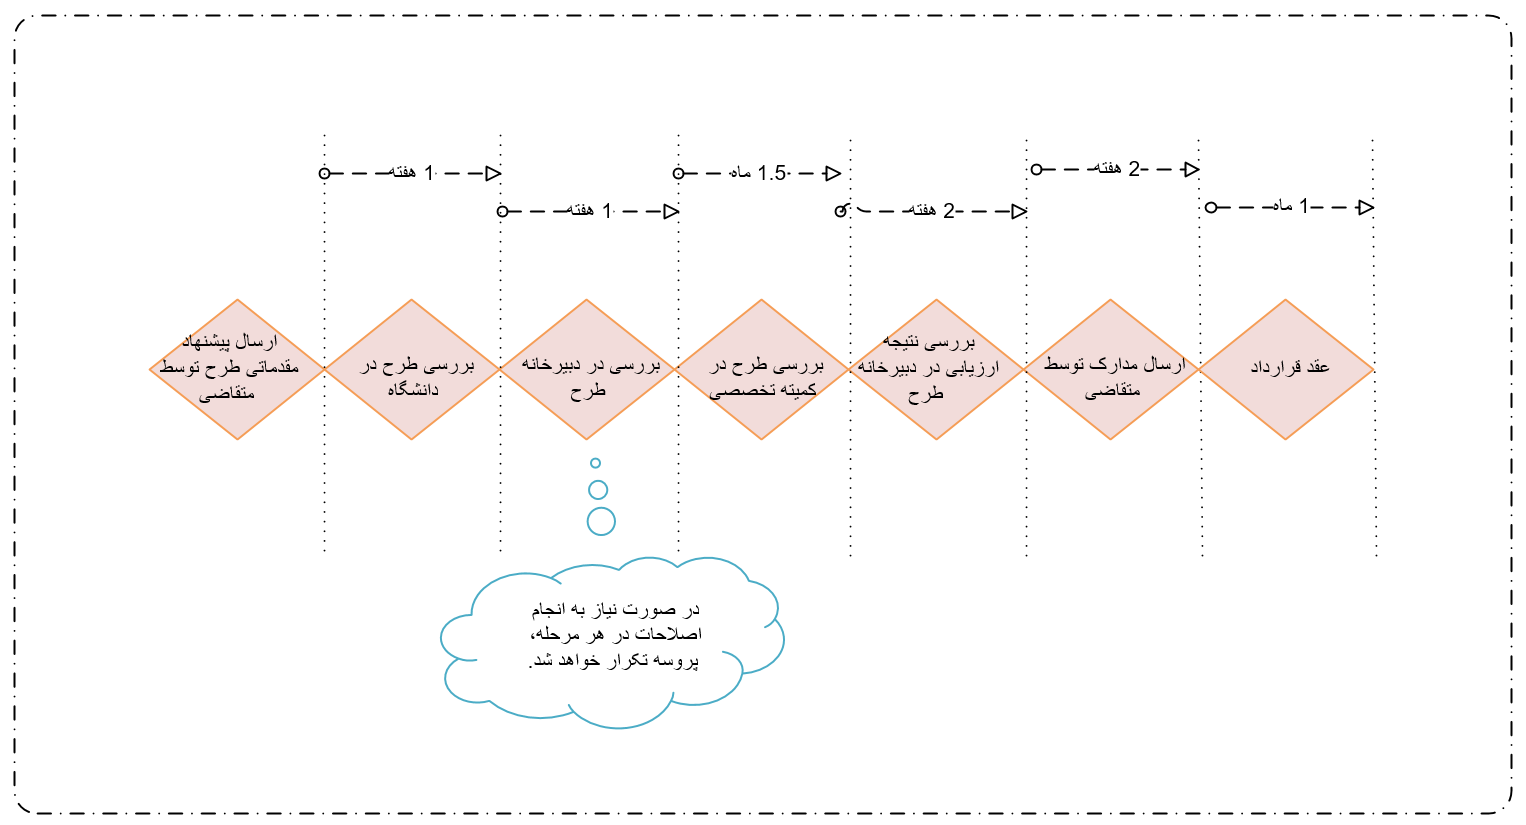 1 هفته
1 هفته
1.5 ماه
2 هفته
2 هفته
1 ماه
ارسال پیشنهاد
مقدماتی طرح توسط
متقاضی
بررسی طرح در
دانشگاه
بررسی در دبیرخانه
طرح
بررسی طرح در
کمیته تخصصی
بررسی نتیجه
ارزیابی در دبیرخانه
طرح
ارسال مدارک توسط
متقاضی
عقد قرارداد
در صورت نیاز به انجام
اصلاحات در هر مرحله،
پروسه تکرار خواهد شد.